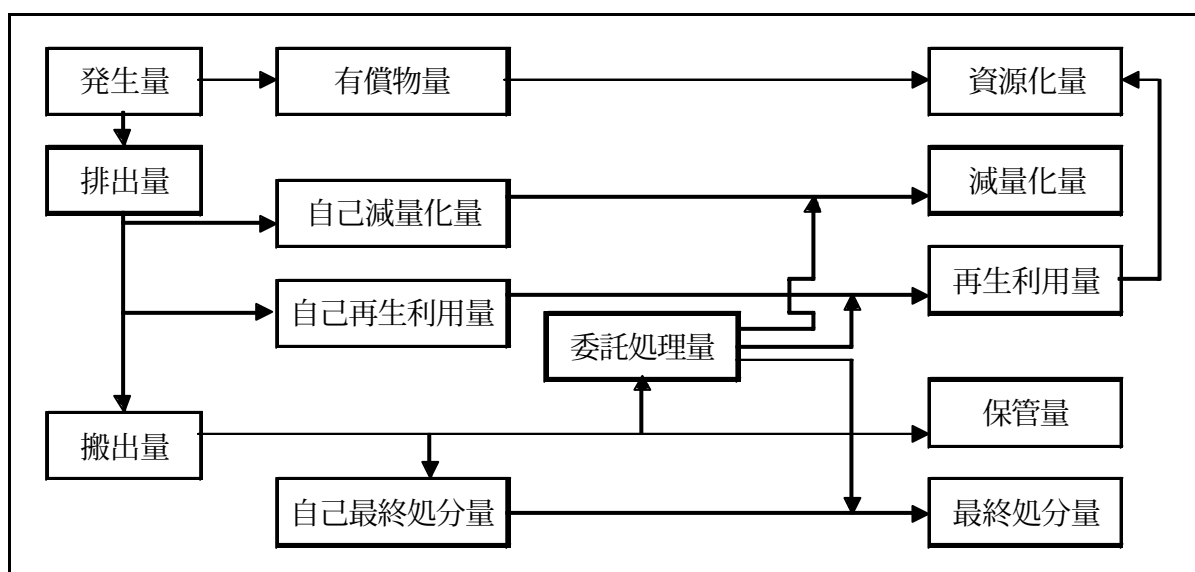 発生量
有償物量
資源化量
排出量
自己減量化量
減量化量
自己再生利用量
再生利用量
委託処理量
搬出量
保管量
自己最終処分量
最終処分量